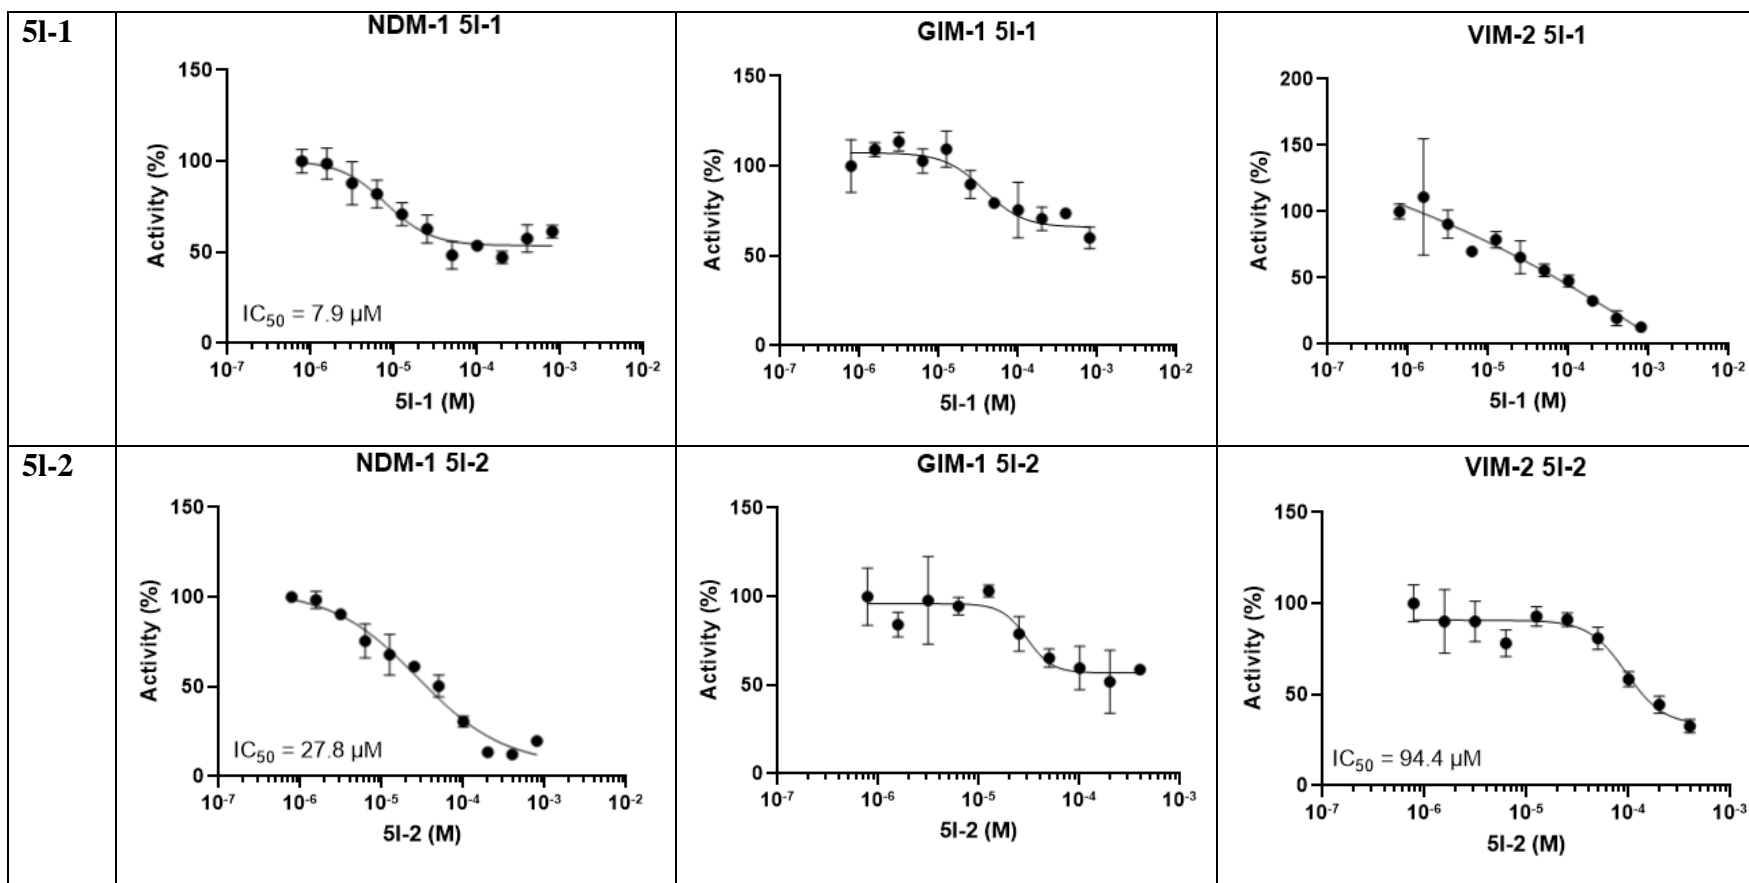 5l-1
NDM-1 5l-1
150
100
50
0
Activity (%)
IC50 = 7.9 µM
10-7 10-6 10-5 10-4 10-3 10-2
5l-1 (M)
GIM-1 5l-1
150
100
50
0
Activity (%)
10-7 10-6 10-5 10-4 10-3 10-2
5l-1 (M)
VIM-2 5l-1
200
150
100
50
0
Activity (%)
10-7 10-6 10-5 10-4 10-3 10-2
5l-1 (M)
5l-2
NDM-1 5l-2
150
100
50
0
Activity (%)
IC50 = 27.8 µM
10-7 10-6 10-5 10-4 10-3 10-2
5l-2 (M)
GIM-1 5l-2
150
100
50
0
Activity (%)
10-7 10-6 10-5 10-4 10-3
5l-2 (M)
VIM-2 5l-2
150
100
50
0
Activity (%)
IC50 = 94.4 µM
10-7 10-6 10-5 10-4 10-3
5l-2 (M)